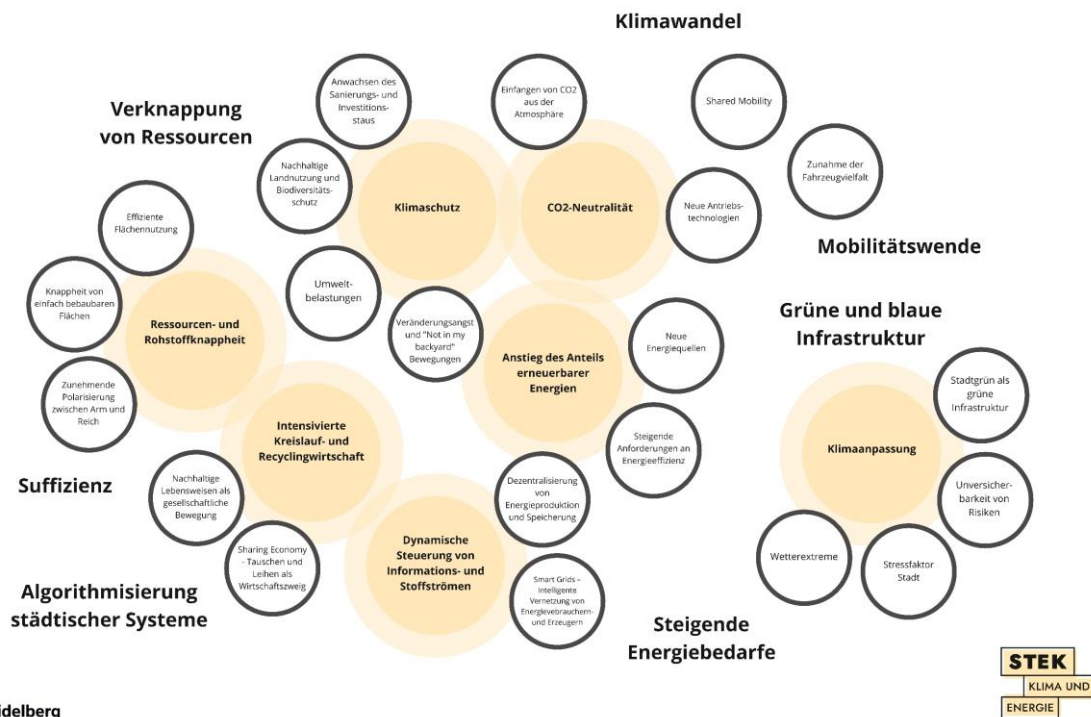 Klimawandel
Verknappung
von Ressourcen
Anwachsen des
Sanierungs- und
Investitions-
staus
Einfangen von CO2
aus der
Atmosphäre
Shared Mobility
Zunahme der
Fahrzeugvielfalt
Nachhaltige
Landnutzung und
Biodiversitäts-
schutz
Klimaschutz
CO2-Neutralität
Neue Antriebs-
technologien
Mobilitätswende
Effiziente
Flächennutzung
Knappheit von
einfach bebaubaren
Flächen
Umwelt-
belastungen
Ressourcen- und
Rohstoffknappheit
Veränderungsangst
und "Not in my
backyard"
Bewegungen
Anstieg des Anteils
erneuerbarer
Energien
Neue
Energiequellen
Grüne und blaue
Infrastruktur
Zunehmende
Polarisierung
zwischen Arm und
Reich
Stadtgrün als
grüne
Infrastruktur
Intensivierte
Kreislauf- und
Recyclingwirtschaft
Steigende
Anforderungen an
Energieeffizienz
Klimaanpassung
Suffizienz
Nachhaltige
Lebensweisen als
gesellschaftliche
Bewegung
Dezentralisierung
von
Energieproduktion
und Speicherung
Unversicher-
barkeit von
Risiken
Sharing Economy
- Tauschen und
Leihen als
Wirtschaftszweig
Dynamische
Steuerung von
Informations- und
Stoffströmen
Wetterextreme
Stressfaktor
Stadt
Algorithmisierung
städtischer Systeme
Smart Grids –
Intelligente
Vernetzung von
Energievebrauchern-
und Erzeugern
Steigende
Energiebedarfe
STEK
KLIMA UND
ENERGIE
idelberg